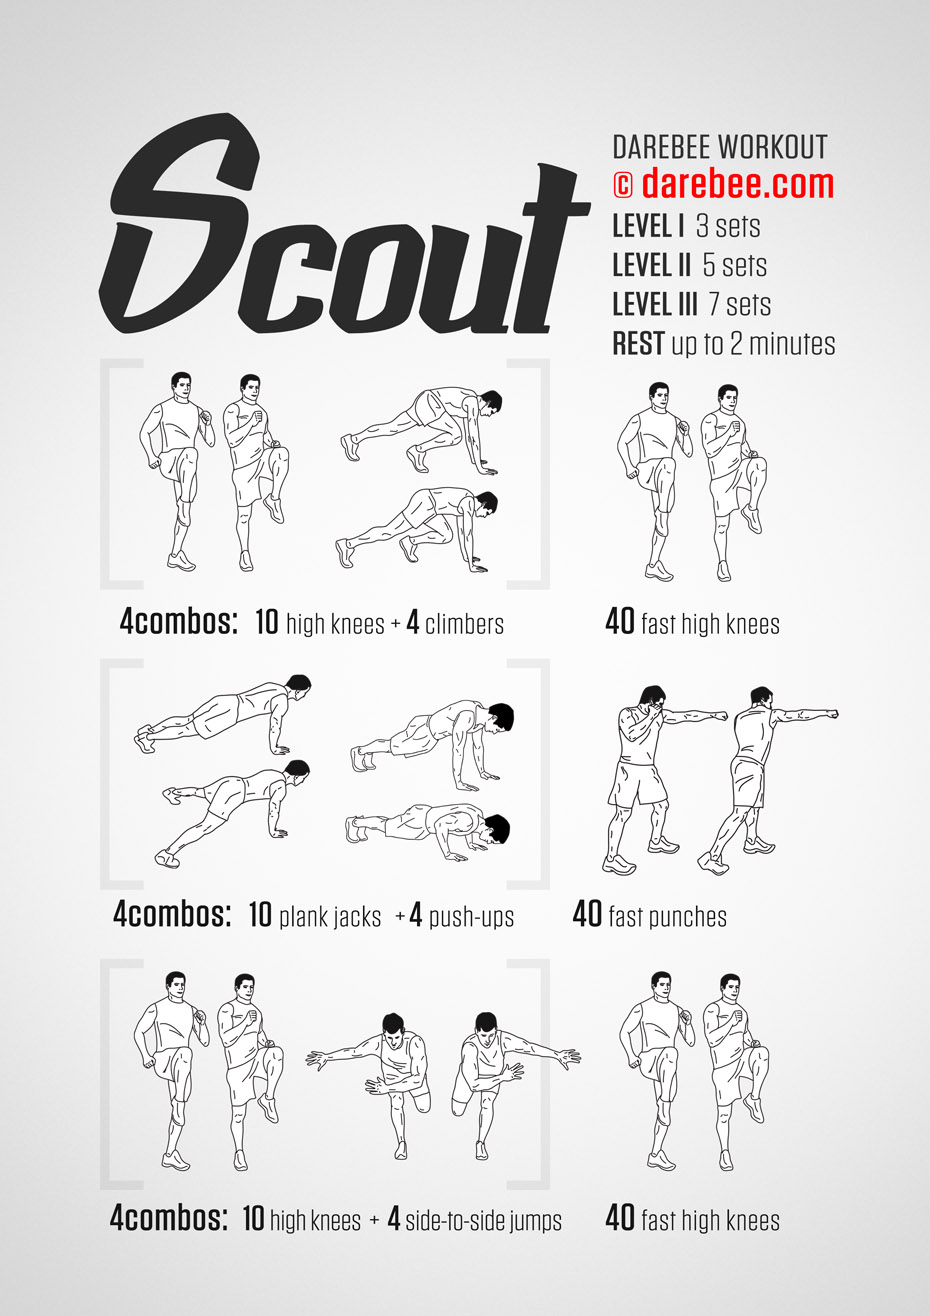 Scout
DAREBEE WORKOUT
© darebee.com
LEVEL I 3 sets
LEVEL II 5 sets
LEVEL III 7 sets
REST up to 2 minutes
4combos: 10 high knees + 4 climbers
40 fast high knees
4combos: 10 plank jacks + 4 push-ups
40 fast punches
4combos: 10 high knees + 4 side-to-side jumps
40 fast high knees